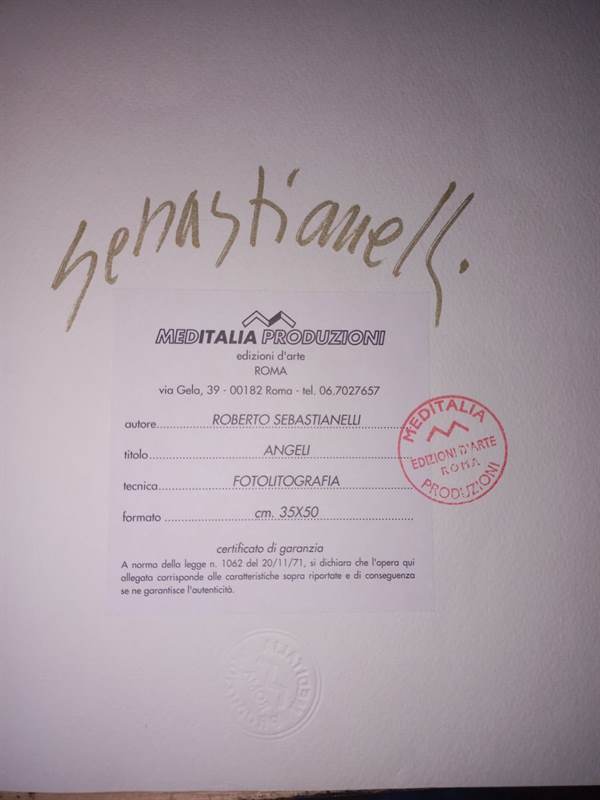 Sebastianelli.
MEDITALIA PRODUZIONI
edizioni d'arte
ROMA
via Gela, 39 - 00182 Roma - tel. 06.7027657
autore ROBERTO SEBASTIANELLI
titolo ANGELI
tecnica FOTOLITOGRAFIA
formato cm. 35X50
certificato di garanzia
A norma della legge n. 1062 del 20/11/71, si dichiara che l'opera qui
allegata corrisponde alle caratteristiche sopra riportate e di conseguenza
se ne garantisce l'autenticità.
MEDITALIA
EDIZIONI D'ARTE
ROMA
PRODUZIONI